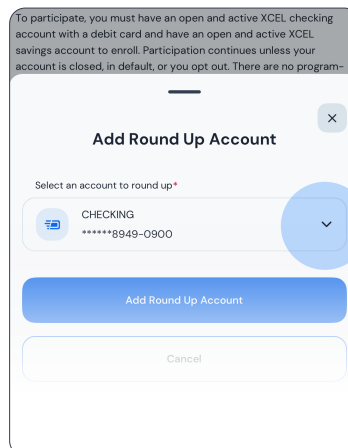 To participate, you must have an open and active XCEL checking
account with a debit card and have an open and active XCEL
savings account to enroll. Participation continues unless your
account is closed, in default, or you opt out. There are no program-
Add Round Up Account
Select an account to round up*
CHECKING
******8949-0900
Add Round Up Account
Cancel